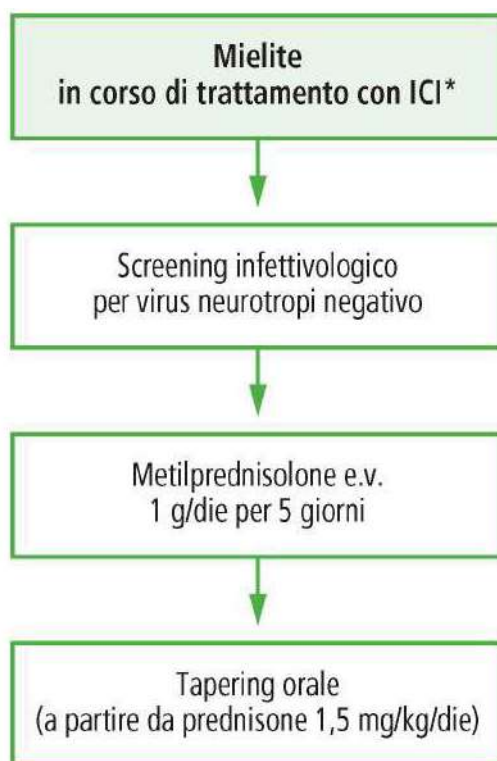 Mielite
in corso di trattamento con ICI*
Screening infettivologico
per virus neurotropi negativo
Metilprednisolone e.v.
1 g/die per 5 giorni
Tapering orale
(a partire da prednisone 1,5 mg/kg/die)